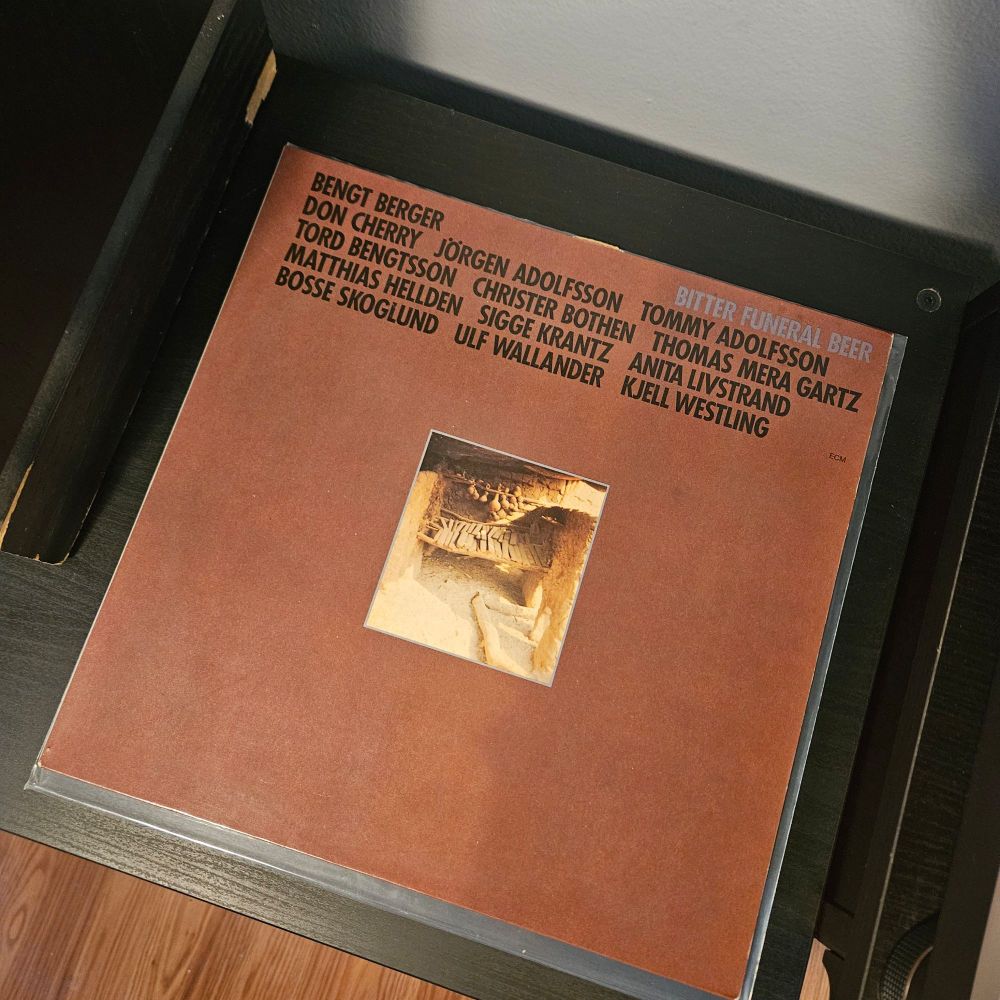 BENGT BERGER BITTER FUNERAL BEER
DON CHERRY JÖRGEN ADOLFSSON TOMMY ADOLFSSON
TORD BENGTSSON CHRISTER BOTHEN THOMAS MERA GARTZ
MATTHIAS HELLDEN SIGGE KRANTZ ANITA LIVSTRAND
BOSSE SKOGLUND ULF WALLANDER KJELL WESTLING
ECM